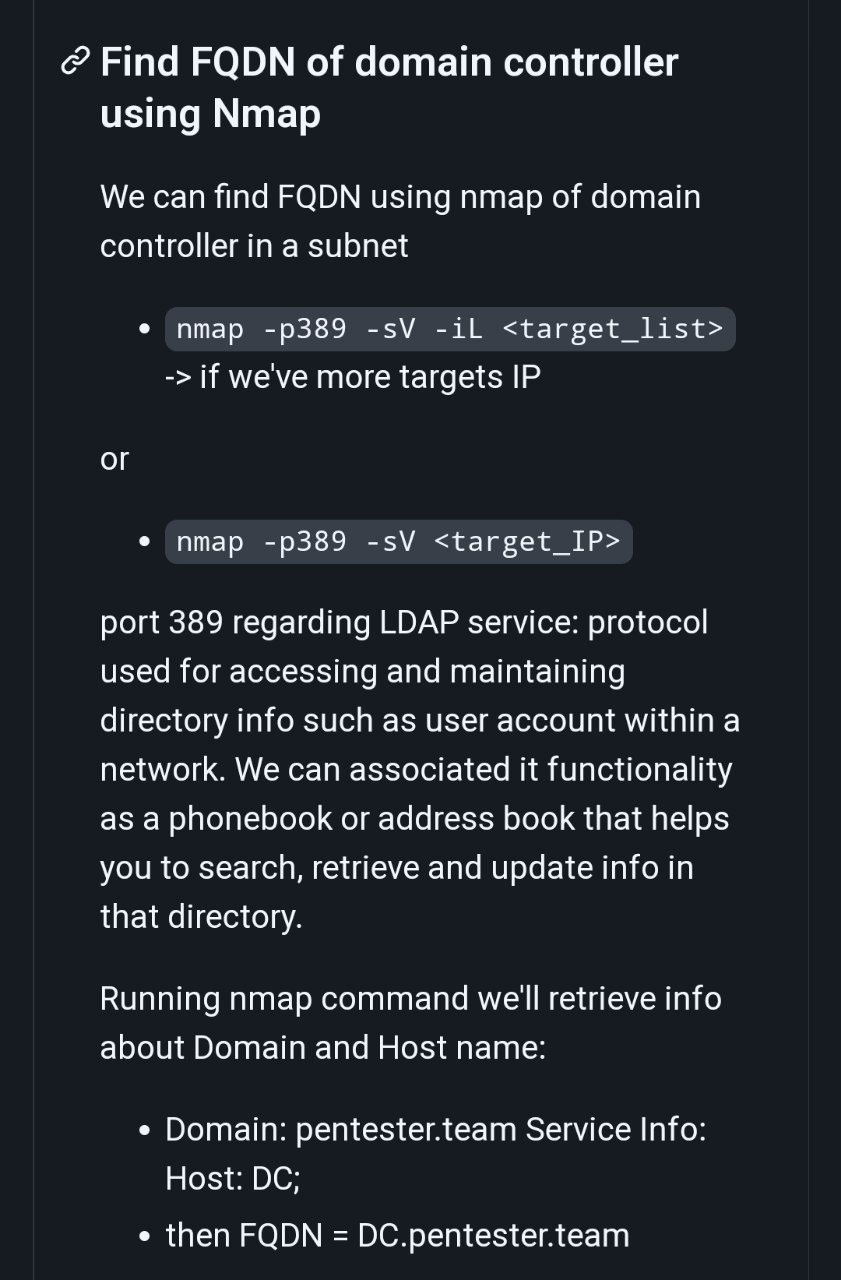 Find FQDN of domain controller
using Nmap
We can find FQDN using nmap of domain
controller in a subnet
• nmap -p389 -sV -iL <target_list>
-> if we've more targets IP
or
• nmap -p389 -sV <target_IP>
port 389 regarding LDAP service: protocol
used for accessing and maintaining
directory info such as user account within a
network. We can associated it functionality
as a phonebook or address book that helps
you to search, retrieve and update info in
that directory.
Running nmap command we'll retrieve info
about Domain and Host name:
• Domain: pentester.team Service Info:
Host: DC;
• then FQDN = DC.pentester.team